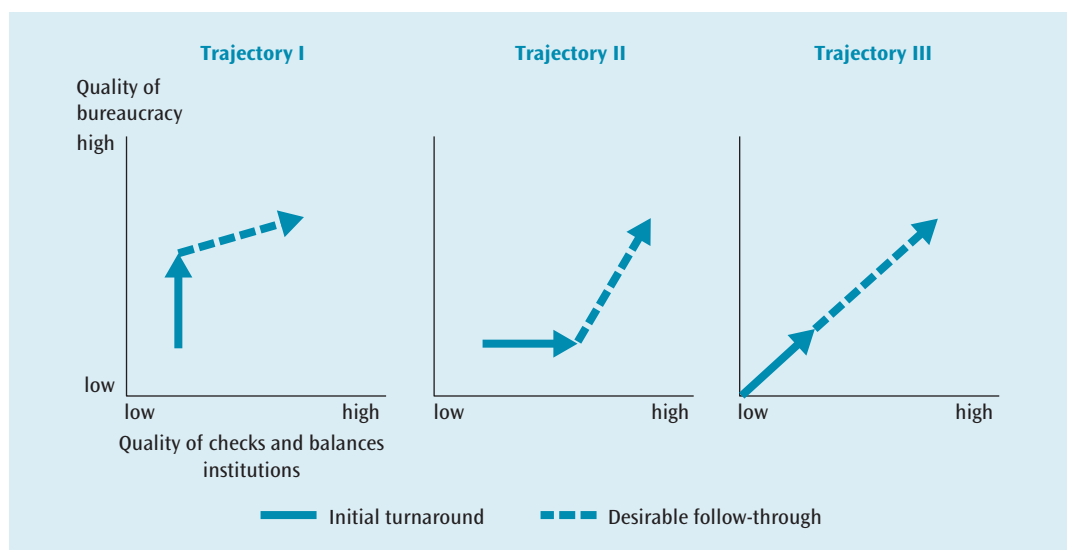 Trajectory I
Trajectory II
Trajectory III
Quality of
bureaucracy
high
low
low
high
low
high
low
high
Quality of checks and balances
institutions
Initial turnaround
Desirable follow-through